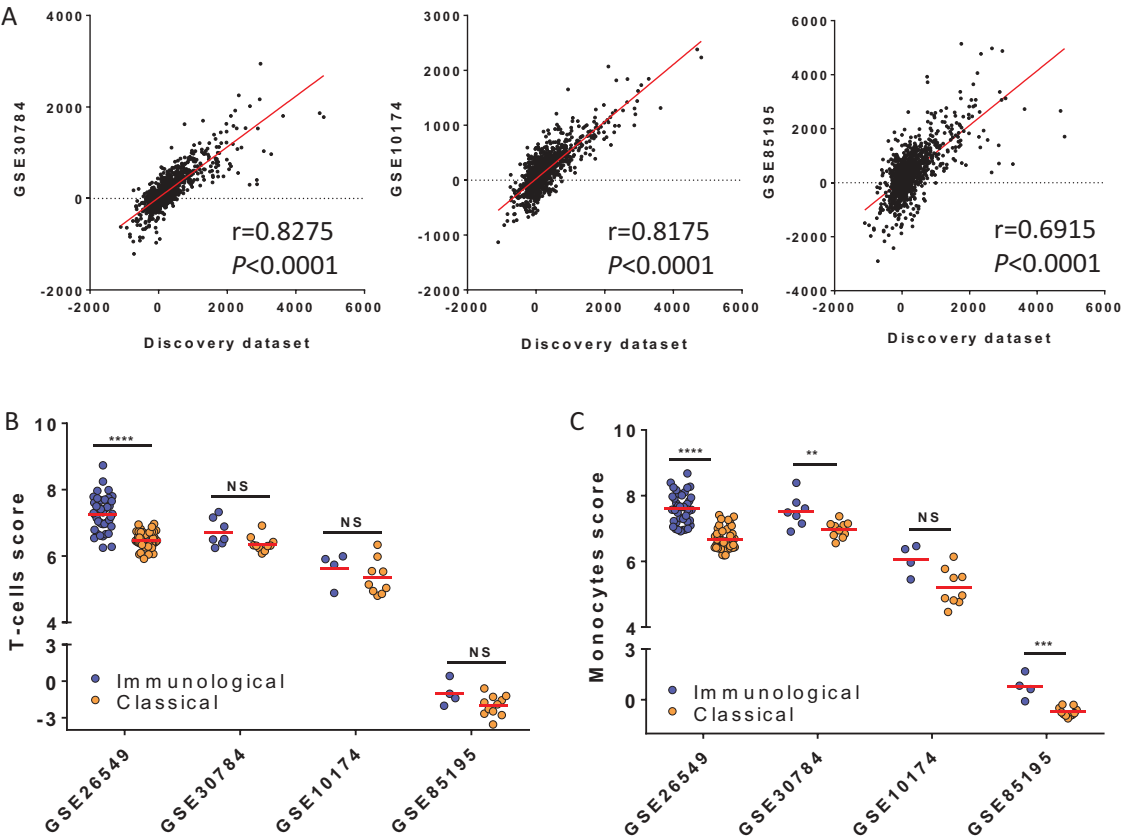 A
GSE30784
4000
2000
0
-2000
-2000 0 2000 4000 6000
Discovery dataset
r=0.8275
P<0.0001
GSE10174
3000
2000
1000
0
-1000
-2000
-2000 0 2000 4000 6000
Discovery dataset
r=0.8175
P<0.0001
GSE85195
6000
4000
2000
0
-2000
-4000
-2000 0 2000 4000 6000
Discovery dataset
r=0.6915
P<0.0001
B
T-cells score
10
8
6
4
3
0
-3
****
NS
NS
NS
Immunological
Classical
GSE26549
GSE30784
GSE10174
GSE85195
C
Monocytes score
10
8
6
4
3
0
****
**
NS
***
Immunological
Classical
GSE26549
GSE30784
GSE10174
GSE85195